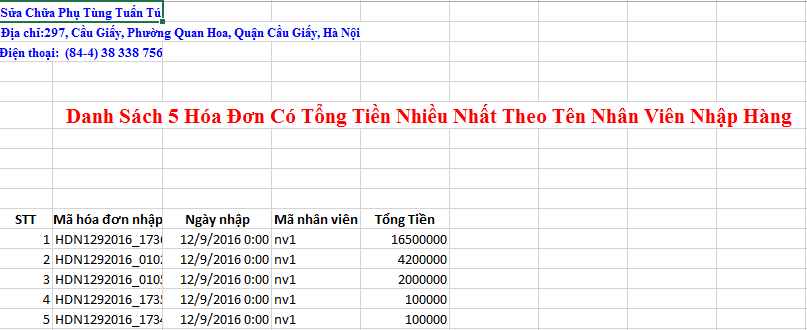 Sửa Chữa Phụ Tùng Tuấn Tú
Địa chỉ:297, Cầu Giấy, Phường Quan Hoa, Quận Cầu Giấy, Hà Nội
Điện thoại: (84-4) 38 338 756
Danh Sách 5 Hóa Đơn Có Tổng Tiền Nhiều Nhất Theo Tên Nhân Viên Nhập Hàng
STT Mã hóa đơn nhập Ngày nhập Mã nhân viên Tổng Tiền
1 HDN1292016_173 12/9/2016 0:00 nv1 16500000
2 HDN1292016_010 12/9/2016 0:00 nv1 4200000
3 HDN1292016_010 12/9/2016 0:00 nv1 2000000
4 HDN1292016_173 12/9/2016 0:00 nv1 100000
5 HDN1292016_173 12/9/2016 0:00 nv1 100000